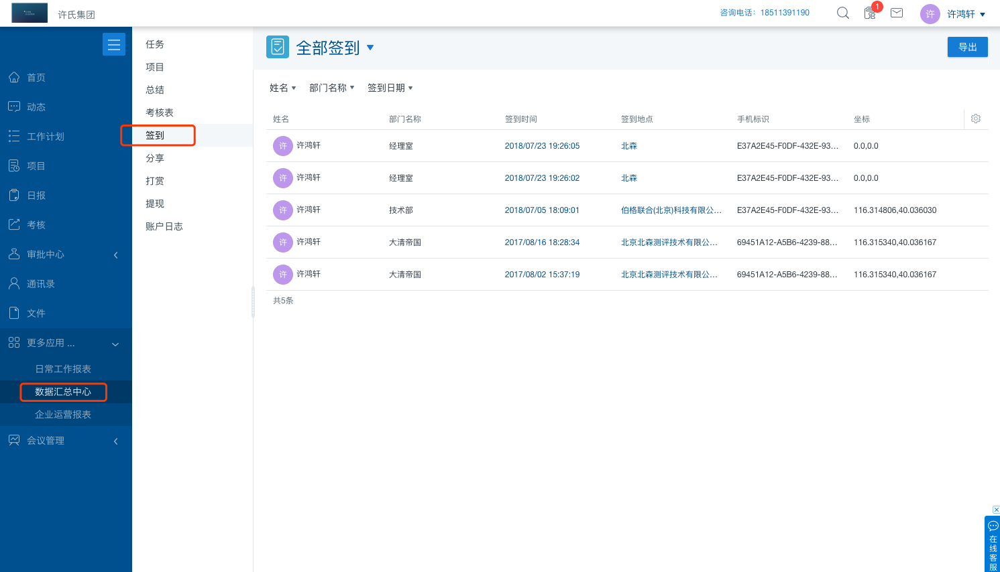 许氏集团
咨询电话：18511391190
1
许 许鸿轩
首页
动态
工作计划
项目
日报
考核
审批中心
通讯录
文件
更多应用 ...
日常工作报表
数据汇总中心
企业运营报表
会议管理
任务
项目
总结
考核表
签到
分享
打赏
提现
账户日志
全部签到
导出
姓名 部门名称 签到日期
姓名 部门名称 签到时间 签到地点 手机标识 坐标
许 许鸿轩 经理室 2018/07/23 19:26:05 北森 E37A2E45-F0DF-432E-93... 0.0,0.0
许 许鸿轩 经理室 2018/07/23 19:26:02 北森 E37A2E45-F0DF-432E-93... 0.0,0.0
许 许鸿轩 技术部 2018/07/05 18:09:01 伯格联合(北京)科技有限公... E37A2E45-F0DF-432E-93... 116.314806,40.036030
许 许鸿轩 大清帝国 2017/08/16 18:28:34 北京北森测评技术有限公... 69451A12-A5B6-4239-88... 116.315340,40.036167
许 许鸿轩 大清帝国 2017/08/02 15:37:19 北京北森测评技术有限公... 69451A12-A5B6-4239-88... 116.315340,40.036167
共5条
在线客服